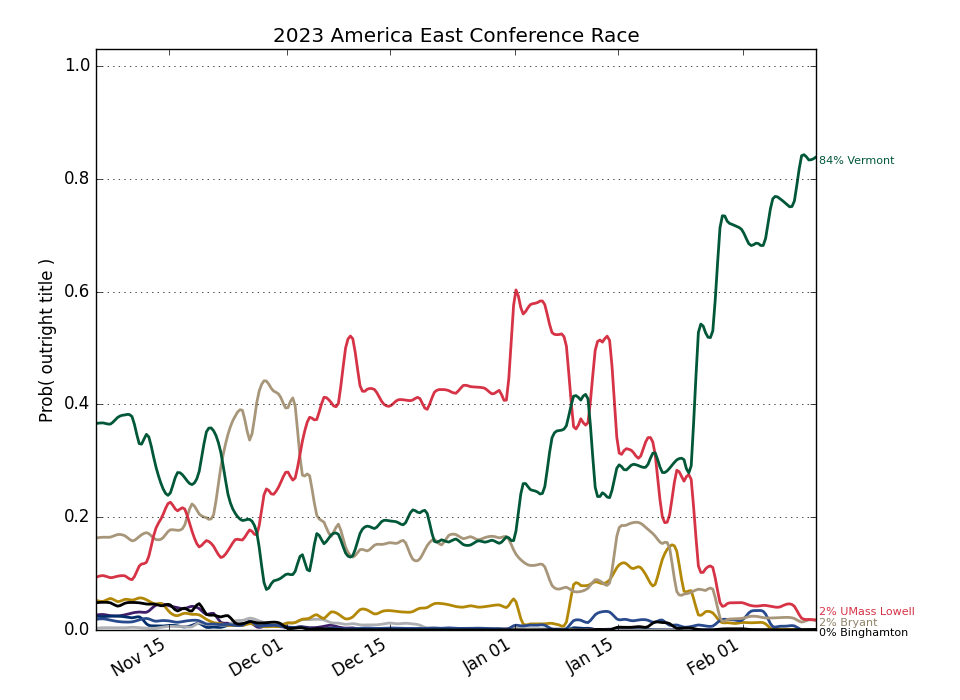 2023 America East Conference Race
Prob( outright title )
1.0
0.8
0.6
0.4
0.2
0.0
Nov 15
Dec 01
Dec 15
Jan 01
Jan 15
Feb 01
84% Vermont
2% UMass Lowell
2% Bryant
0% Binghamton